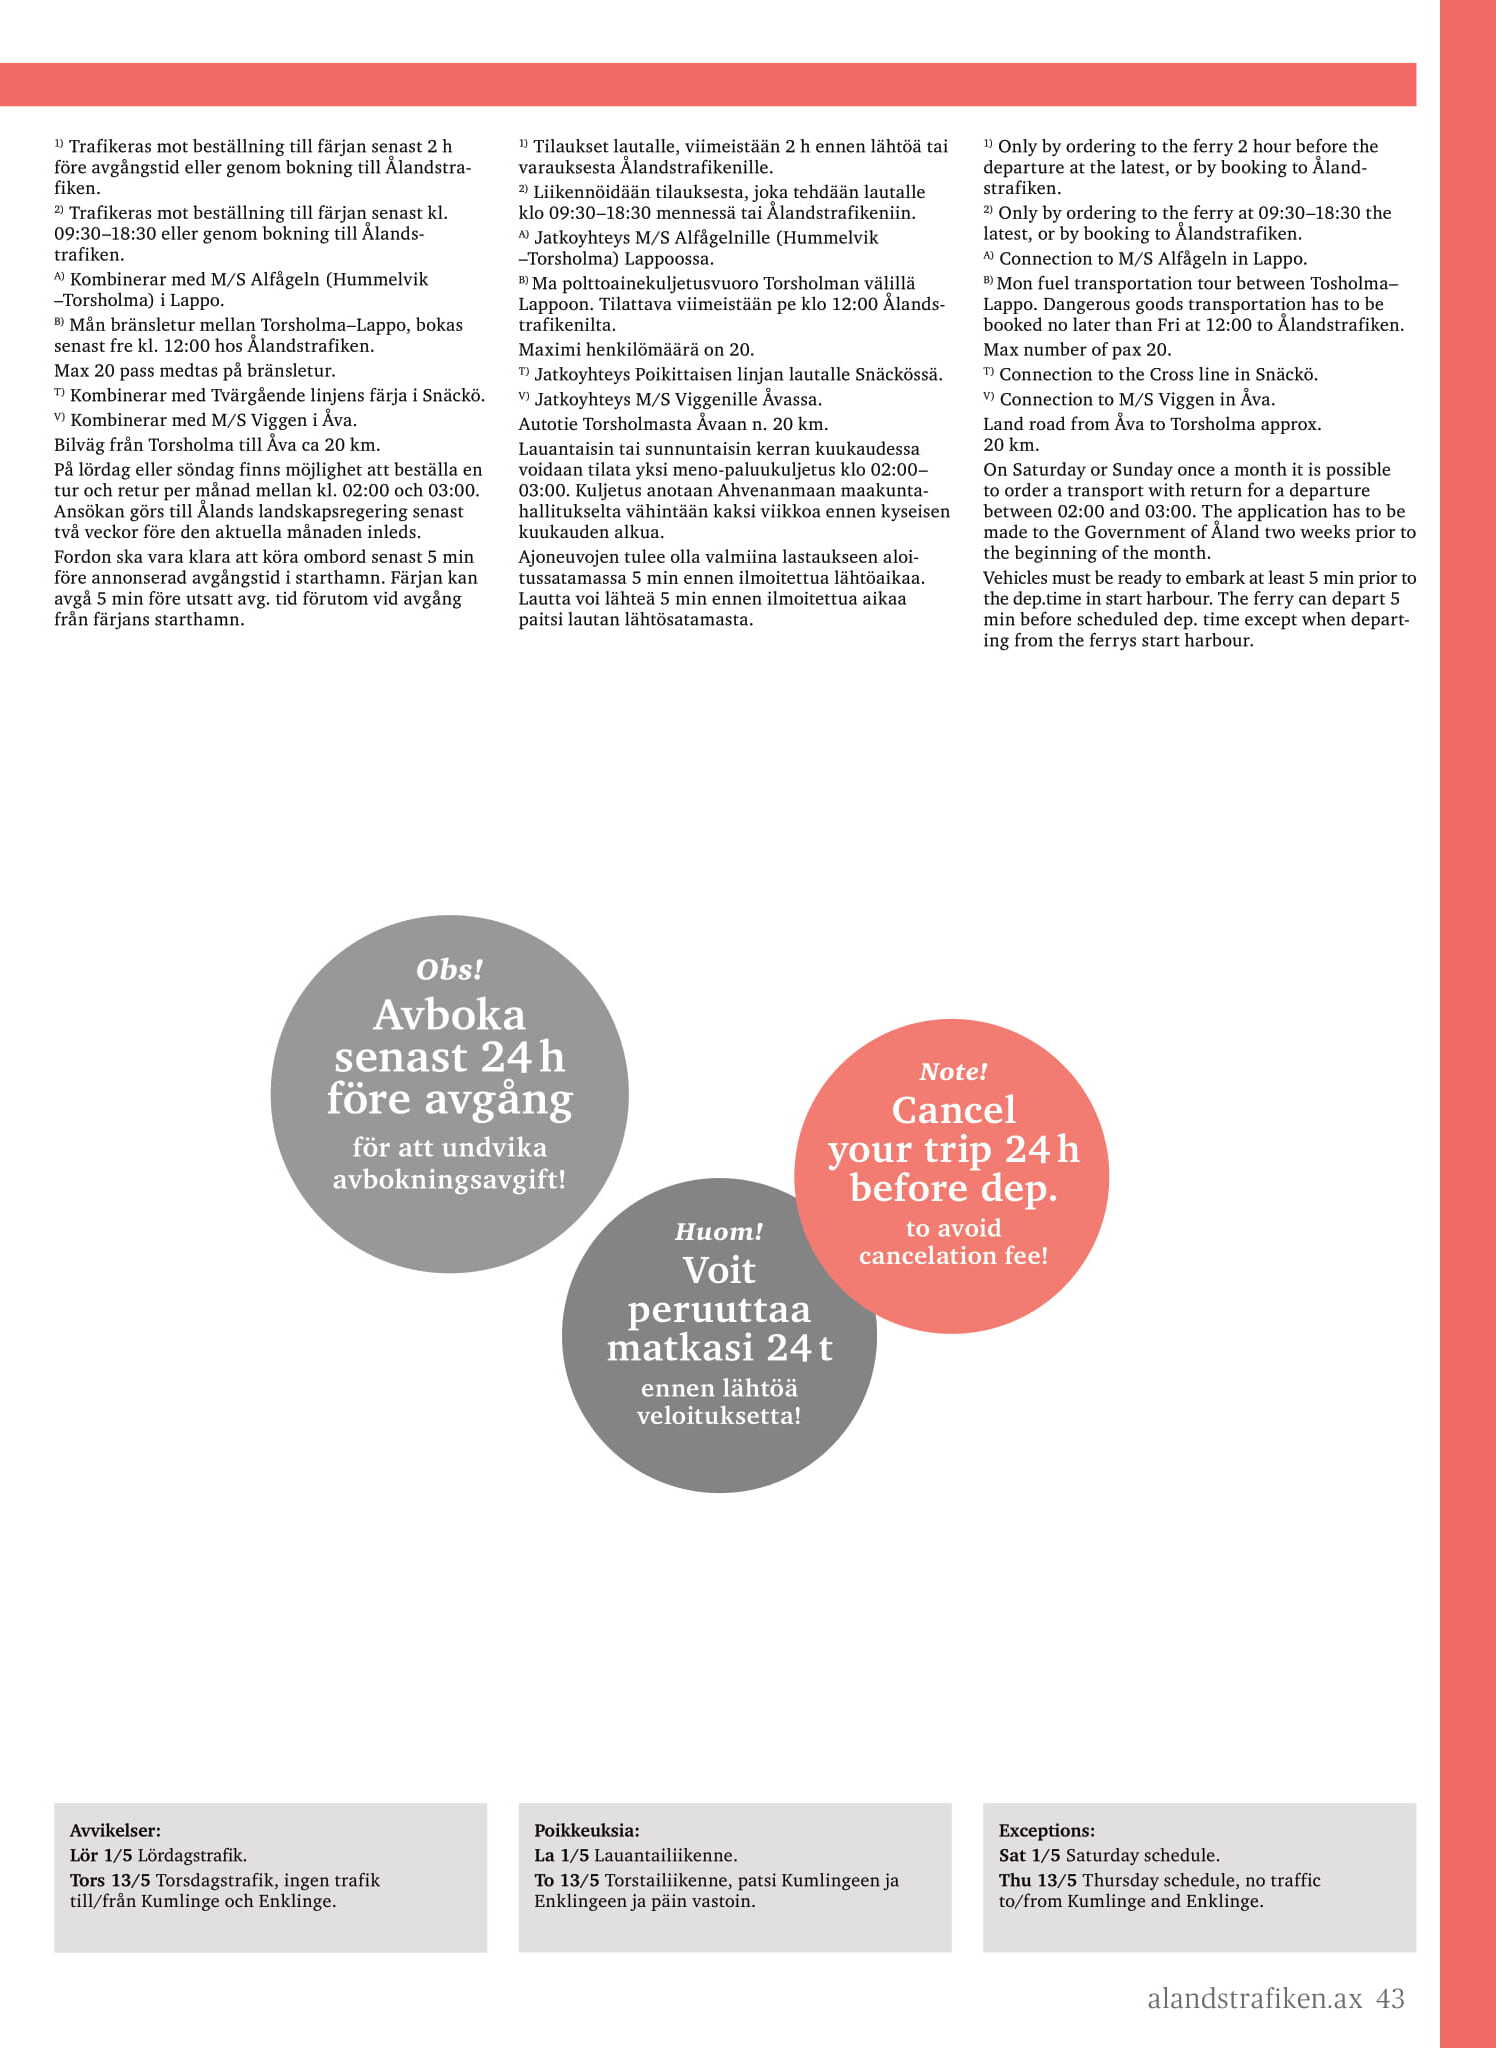 1) Trafikeras mot beställning till färjan senast 2 h
före avgångstid eller genom bokning till Ålandstra-
fiken.
2) Trafikeras mot beställning till färjan senast kl.
09:30–18:30 eller genom bokning till Ålands-
trafiken.
A) Kombinerar med M/S Alfågeln (Hummelvik
–Torsholma) i Lappo.
B) Mån bränsletur mellan Torsholma–Lappo, bokas
senast fre kl. 12:00 hos Ålandstrafiken.
Max 20 pass medtas på bränsletur.
T) Kombinerar med Tvärgående linjens färja i Snäckö.
V) Kombinerar med M/S Viggen i Åva.
Bilväg från Torsholma till Åva ca 20 km.
På lördag eller söndag finns möjlighet att beställa en
tur och retur per månad mellan kl. 02:00 och 03:00.
Ansökan görs till Ålands landskapsregering senast
två veckor före den aktuella månaden inleds.
Fordon ska vara klara att köra ombord senast 5 min
före annonserad avgångstid i starthamn. Färjan kan
avgå 5 min före utsatt avg. tid förutom vid avgång
från färjans starthamn.
1) Tilaukset lautalle, viimeistään 2 h ennen lähtöä tai
varauksesta Ålandstrafikenille.
2) Liikennöidään tilauksesta, joka tehdään lautalle
klo 09:30–18:30 mennessä tai Ålandstrafikeniin.
A) Jatkoyhteys M/S Alfågelnille (Hummelvik
–Torsholma) Lappoossa.
B) Ma polttoainekuljetusvuoro Torsholman välillä
Lappoon. Tilattava viimeistään pe klo 12:00 Ålands-
trafikenilta.
Maximi henkilömäärä on 20.
T) Jatkoyhteys Poikittaisen linjan lautalle Snäckössä.
V) Jatkoyhteys M/S Viggenille Åvassa.
Autotie Torsholmasta Åvaan n. 20 km.
Lauantaisin tai sunnuntaisin kerran kuukaudessa
voidaan tilata yksi meno-paluukuljetus klo 02:00–
03:00. Kuljetus anotaan Ahvenanmaan maakunta-
hallitukselta vähintään kaksi viikkoa ennen kyseisen
kuukauden alkua.
Ajoneuvojen tulee olla valmiina lastaukseen aloi-
tussatamassa 5 min ennen ilmoitettua lähtöaikaa.
Lautta voi lähteä 5 min ennen ilmoitettua aikaa
paitsi lautan lähtösatamasta.
1) Only by ordering to the ferry 2 hour before the
departure at the latest, or by booking to Åland-
strafiken.
2) Only by ordering to the ferry at 09:30–18:30 the
latest, or by booking to Ålandstrafiken.
A) Connection to M/S Alfågeln in Lappo.
B) Mon fuel transportation tour between Tosholma–
Lappo. Dangerous goods transportation has to be
booked no later than Fri at 12:00 to Ålandstrafiken.
Max number of pax 20.
T) Connection to the Cross line in Snäckö.
V) Connection to M/S Viggen in Åva.
Land road from Åva to Torsholma approx.
20 km.
On Saturday or Sunday once a month it is possible
to order a transport with return for a departure
between 02:00 and 03:00. The application has to be
made to the Government of Åland two weeks prior to
the beginning of the month.
Vehicles must be ready to embark at least 5 min prior to
the dep.time in start harbour. The ferry can depart 5
min before scheduled dep. time except when depart-
ing from the ferrys start harbour.
Obs!
Avboka
senast 24 h
före avgång
för att undvika
avbokningsavgift!
Note!
Cancel
your trip 24 h
before dep.
to avoid
cancelation fee!
Huom!
Voit
peruuttaa
matkasi 24 t
ennen lähtöä
veloituksetta!
Avvikelser:
Lör 1/5 Lördagstrafik.
Tors 13/5 Torsdagstrafik, ingen trafik
till/från Kumlinge och Enklinge.
Poikkeuksia:
La 1/5 Lauantailiikenne.
To 13/5 Torstailiikenne, patsi Kumlingeen ja
Enklingeen ja päin vastoin.
Exceptions:
Sat 1/5 Saturday schedule.
Thu 13/5 Thursday schedule, no traffic
to/from Kumlinge and Enklinge.
alandstrafiken.ax 43